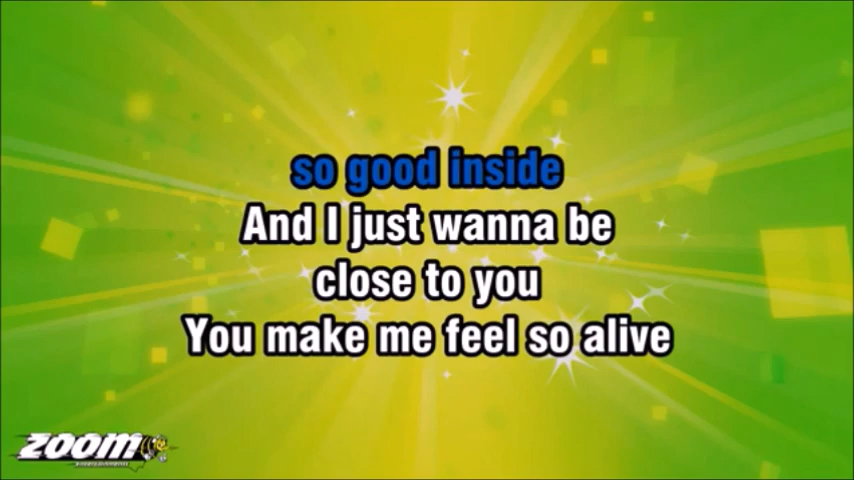 so good inside
And I just wanna be
close to you
You make me feel so alive
ZOOM